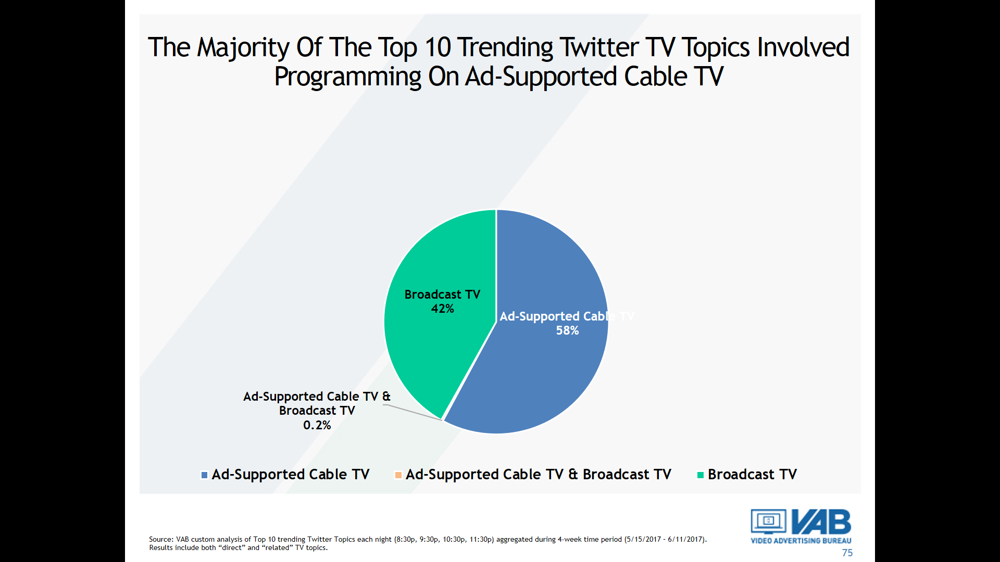 The Majority Of The Top 10 Trending Twitter TV Topics Involved
Programming On Ad-Supported Cable TV
Broadcast TV
42%
Ad-Supported Cable TV
58%
Ad-Supported Cable TV &
Broadcast TV
0.2%
Ad-Supported Cable TV
Ad-Supported Cable TV & Broadcast TV
Broadcast TV
VAB
VIDEO ADVERTISING BUREAU
Source: VAB custom analysis of Top 10 trending Twitter Topics each night (8:30p, 9:30p, 10:30p, 11:30p) aggregated during 4-week time period (5/15/2017 - 6/11/2017).
Results include both “direct” and “related” TV topics.
75